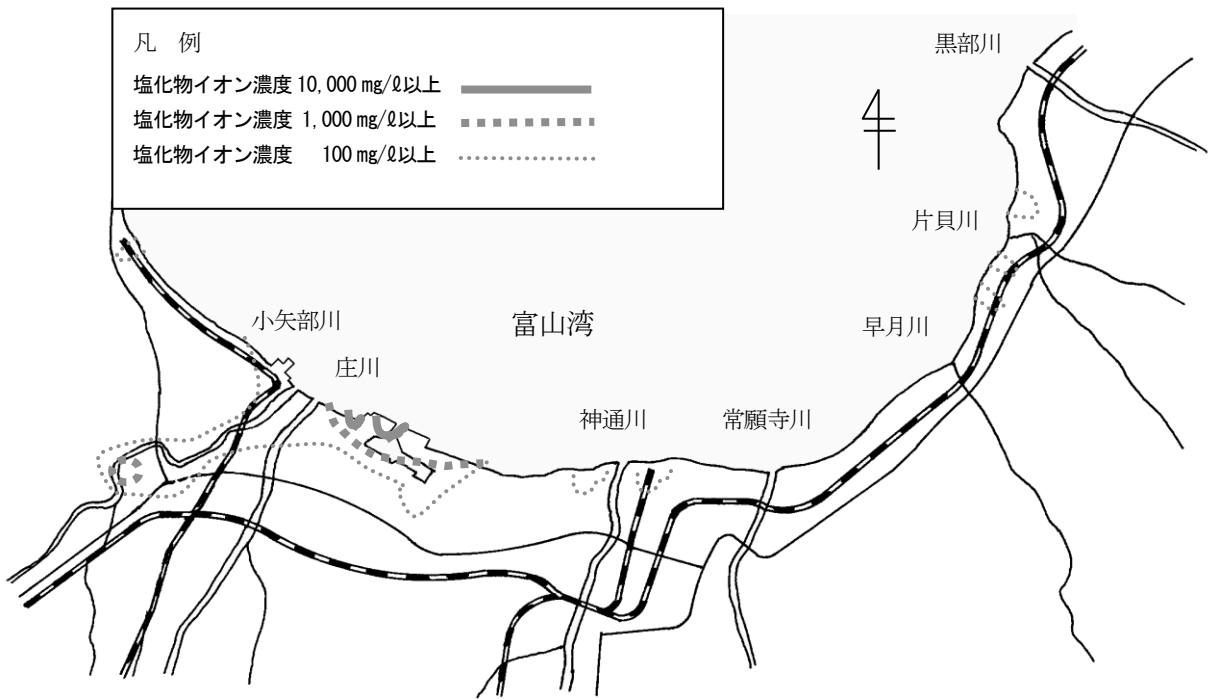 凡 例
塩化物イオン濃度 10,000 mg/ℓ以上
塩化物イオン濃度 1,000 mg/ℓ以上
塩化物イオン濃度 100 mg/ℓ以上
黒部川
片貝川
小矢部川
富山湾
早月川
庄川
神通川
常願寺川